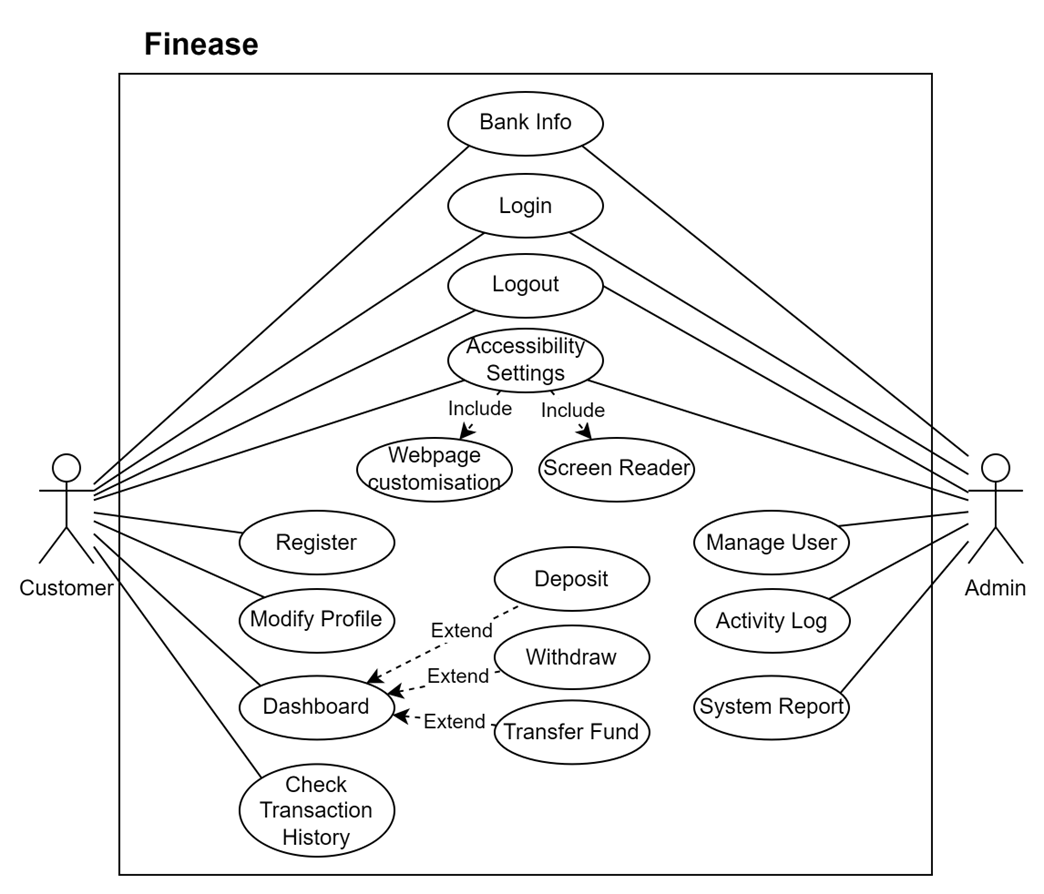 Finease
Bank Info
Login
Logout
Accessibility
Settings
Include
Include
Webpage
customisation
Screen Reader
Customer
Admin
Register
Modify Profile
Dashboard
Check
Transaction
History
Deposit
Withdraw
Transfer Fund
Extend
Extend
Extend
Manage User
Activity Log
System Report